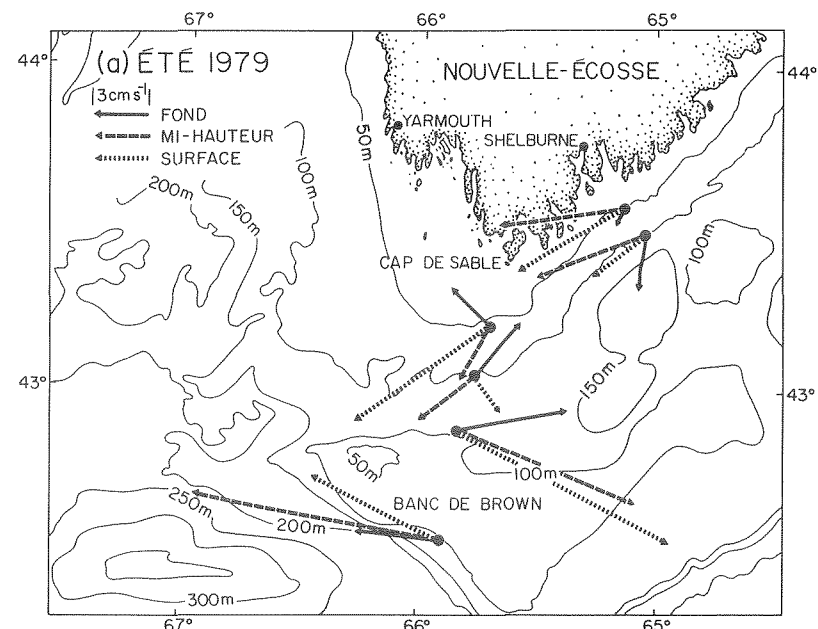 67° 66° 65°
44° 44°
(a) ÉTÉ 1979
|3cm s⁻¹|
FOND
MI-HAUTEUR
SURFACE
NOUVELLE-ÉCOSSE
YARMOUTH
SHELBURNE
50m
100m
200m
150m
100m
CAP DE SABLE
43° 43°
150m
50m
100m
BANC DE BROWN
250m
200m
300m
67° 66° 65°